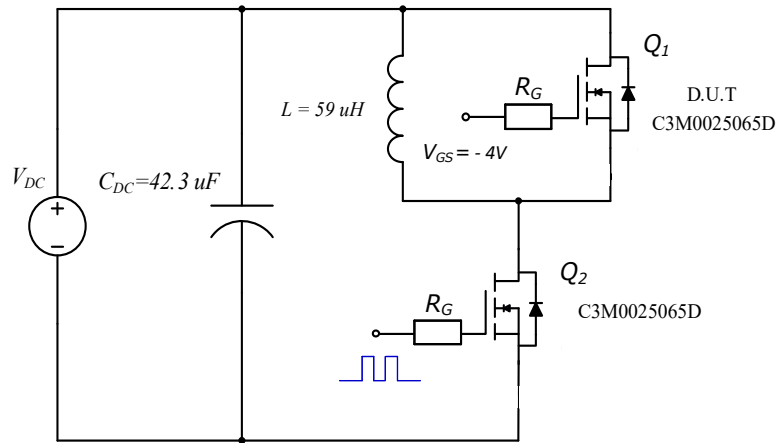 Q1
D.U.T
C3M0025065D
RG
L = 59 uH
VGS = - 4V
VDC
CDC=42.3 uF
Q2
C3M0025065D
RG